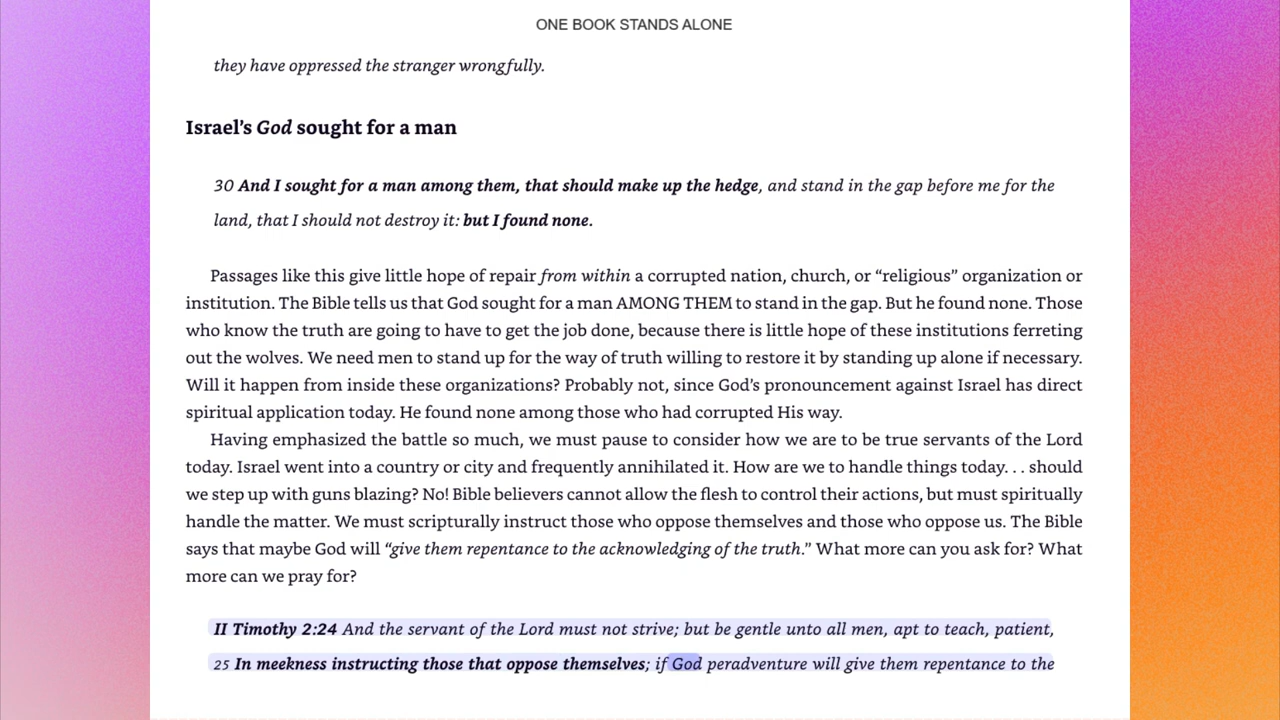 ONE BOOK STANDS ALONE
they have oppressed the stranger wrongfully.
Israel's God sought for a man
30 And I sought for a man among them, that should make up the hedge, and stand in the gap before me for the
land, that I should not destroy it: but I found none.
Passages like this give little hope of repair from within a corrupted nation, church, or “religious” organization or
institution. The Bible tells us that God sought for a man AMONG THEM to stand in the gap. But he found none. Those
who know the truth are going to have to get the job done, because there is little hope of these institutions ferreting
out the wolves. We need men to stand up for the way of truth willing to restore it by standing up alone if necessary.
Will it happen from inside these organizations? Probably not, since God's pronouncement against Israel has direct
spiritual application today. He found none among those who had corrupted His way.
Having emphasized the battle so much, we must pause to consider how we are to be true servants of the Lord
today. Israel went into a country or city and frequently annihilated it. How are we to handle things today. . . should
we step up with guns blazing? No! Bible believers cannot allow the flesh to control their actions, but must spiritually
handle the matter. We must scripturally instruct those who oppose themselves and those who oppose us. The Bible
says that maybe God will “give them repentance to the acknowledging of the truth.” What more can you ask for? What
more can we pray for?
II Timothy 2:24 And the servant of the Lord must not strive; but be gentle unto all men, apt to teach, patient,
25 In meekness instructing those that oppose themselves; if God peradventure will give them repentance to the